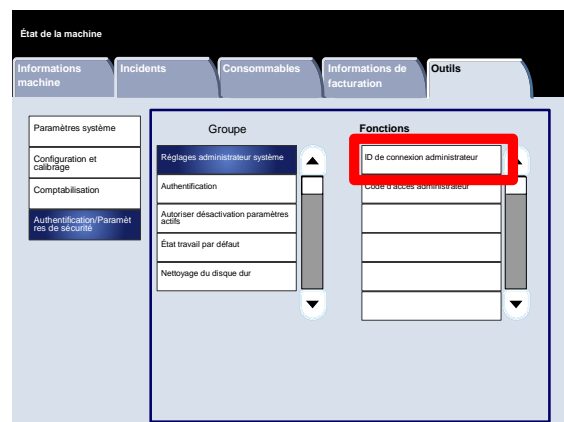 État de la machine
Informations
machine
Incidents
Consommables
Informations de
facturation
Outils
Paramètres système
Configuration et
calibrage
Comptabilisation
Authentification/Paramèt
res de sécurité
Groupe
Réglages administrateur système
Authentification
Autoriser désactivation paramètres
actifs
État travail par défaut
Nettoyage du disque dur
Fonctions
ID de connexion administrateur
Code d'accès administrateur